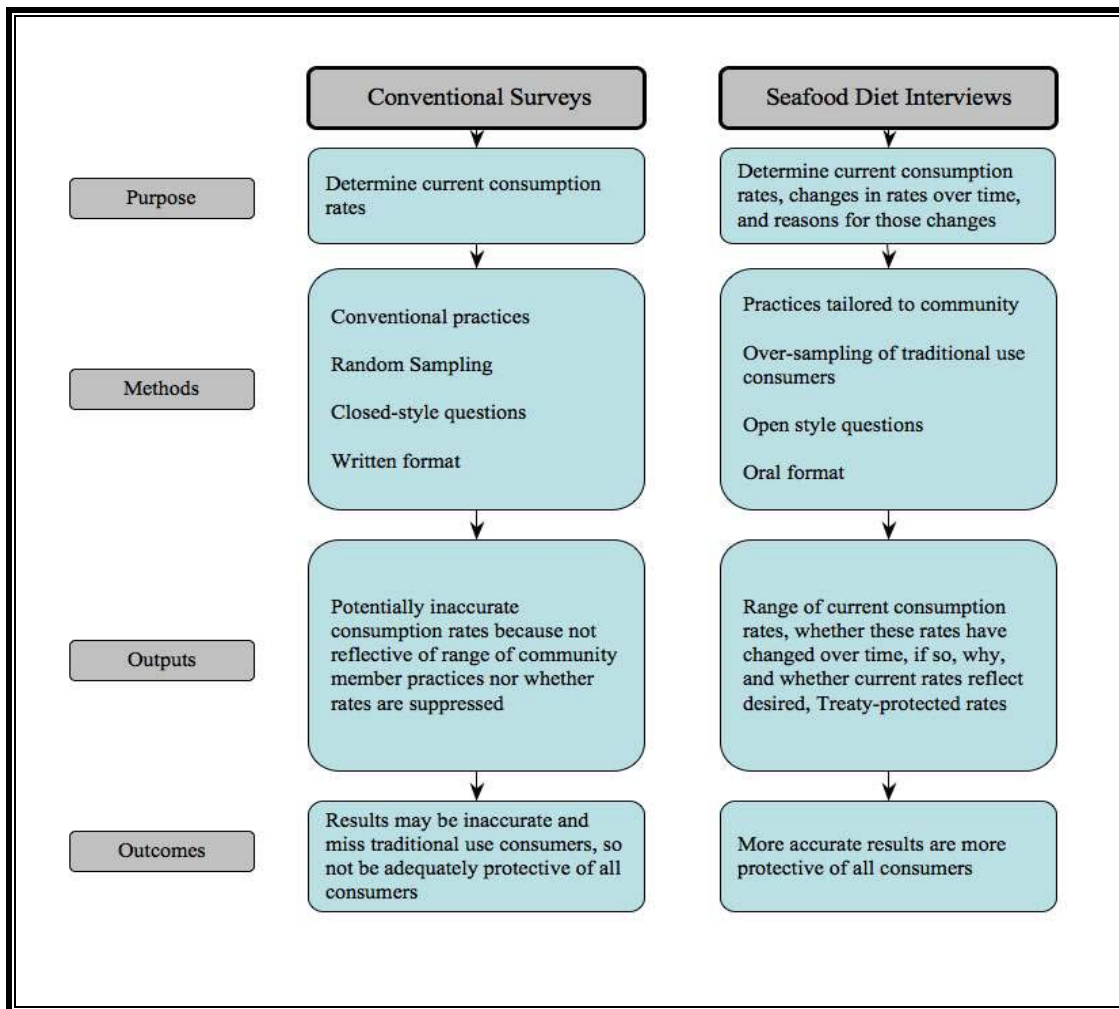 Conventional Surveys
Seafood Diet Interviews
Purpose
Determine current consumption
rates
Determine current consumption
rates, changes in rates over time,
and reasons for those changes
Methods
Conventional practices
Random Sampling
Closed-style questions
Written format
Practices tailored to community
Over-sampling of traditional use
consumers
Open style questions
Oral format
Outputs
Potentially inaccurate
consumption rates because not
reflective of range of community
member practices nor whether
rates are suppressed
Range of current consumption
rates, whether these rates have
changed over time, if so, why,
and whether current rates reflect
desired, Treaty-protected rates
Outcomes
Results may be inaccurate and
miss traditional use consumers, so
not be adequately protective of all
consumers
More accurate results are more
protective of all consumers